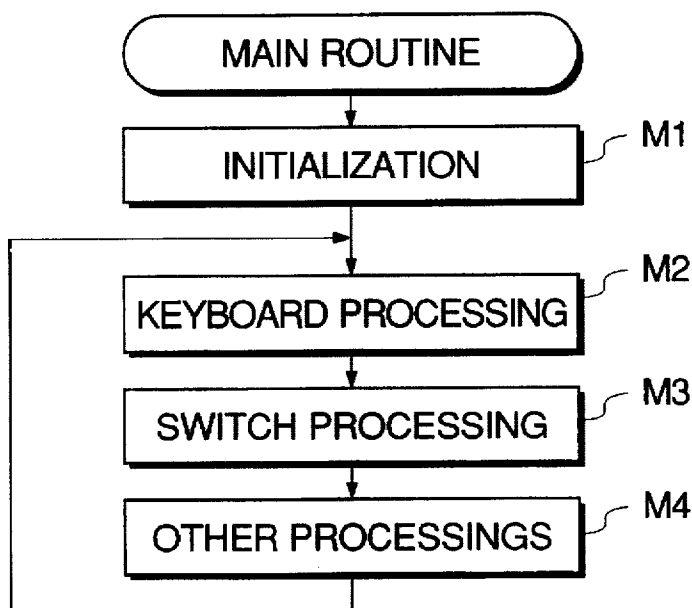 MAIN ROUTINE
INITIALIZATION
M1
KEYBOARD PROCESSING
M2
SWITCH PROCESSING
M3
OTHER PROCESSINGS
M4